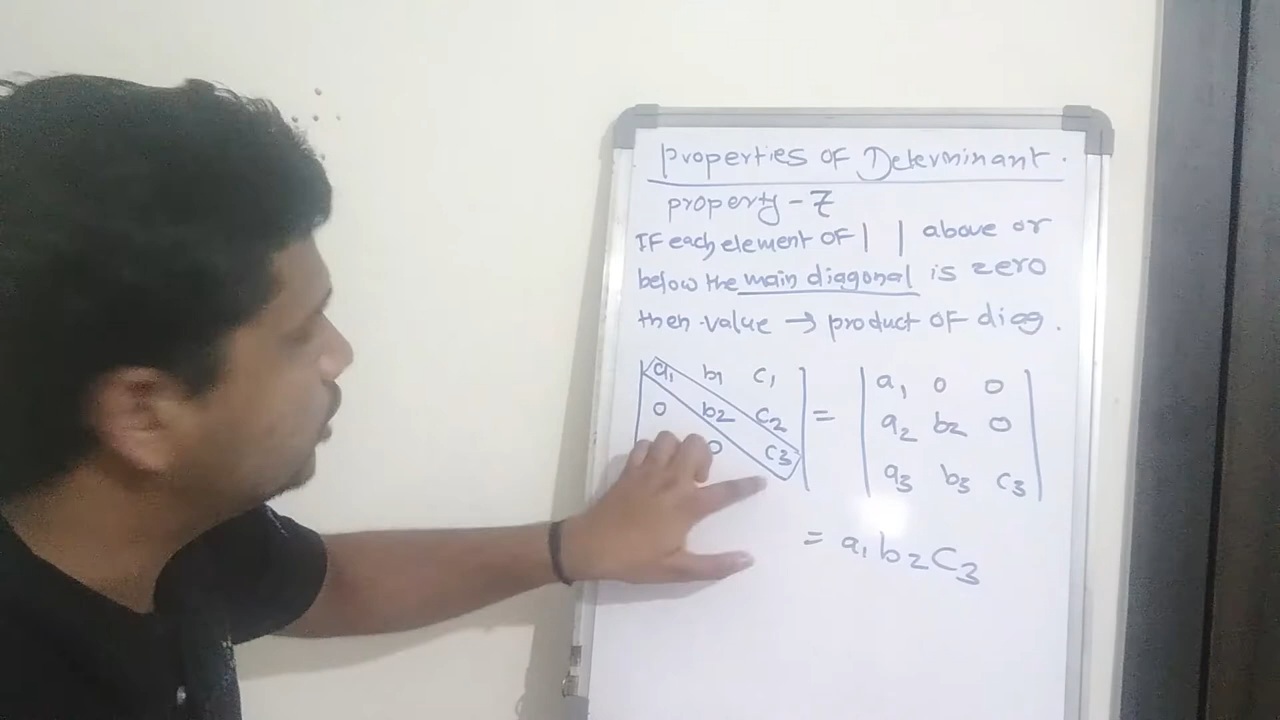 Properties OF Determinant.
property - 7
IF each element OF | | above or
below the main diagonal is zero
then value → product OF diag.
| a1 b1 c1 | = | a1 0 0 |
| 0 b2 c2 | | a2 b2 0 |
| 0 c3 | | a3 b3 c3 |
= a1 b2 c3